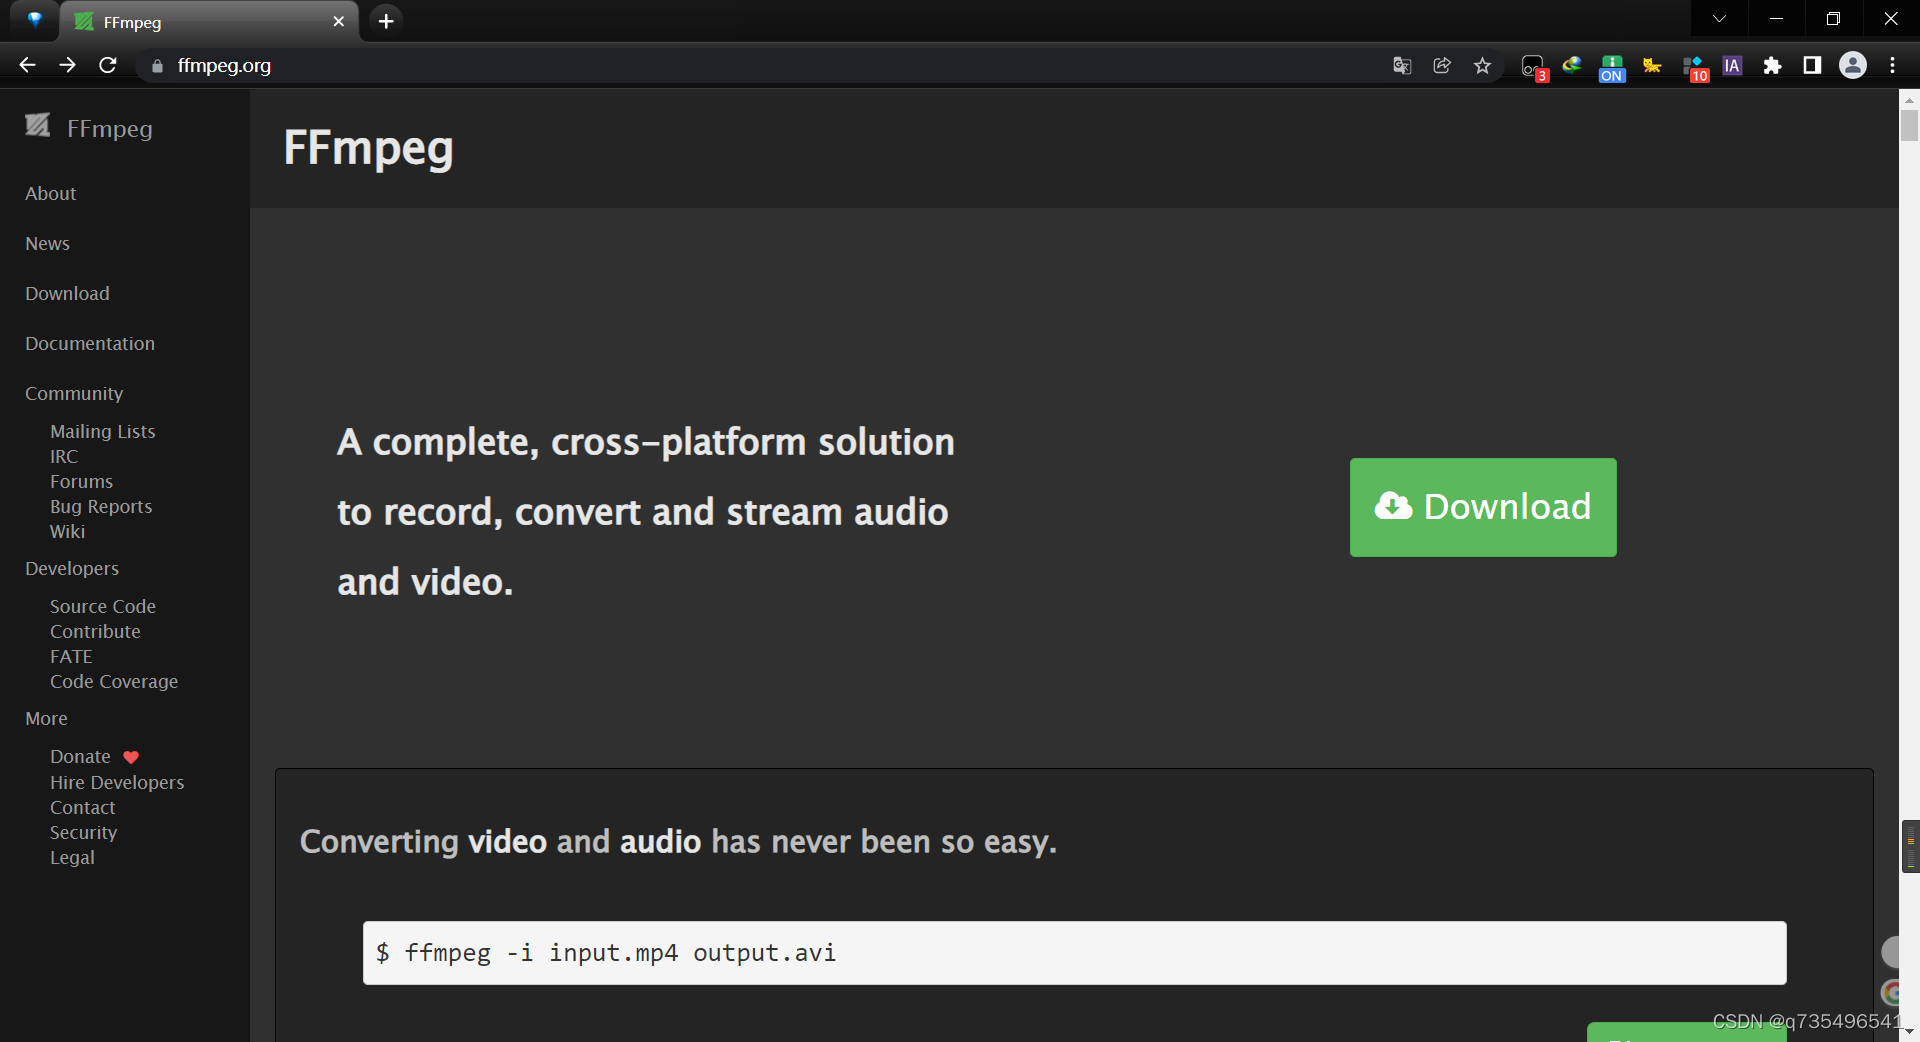 FFmpeg
ffmpeg.org
3
ON
10
IA
FFmpeg
About
News
Download
Documentation
Community
Mailing Lists
IRC
Forums
Bug Reports
Wiki
Developers
Source Code
Contribute
FATE
Code Coverage
More
Donate
Hire Developers
Contact
Security
Legal
FFmpeg
A complete, cross-platform solution
to record, convert and stream audio
and video.
Download
Converting video and audio has never been so easy.
$ ffmpeg -i input.mp4 output.avi
CSDN @q735496541